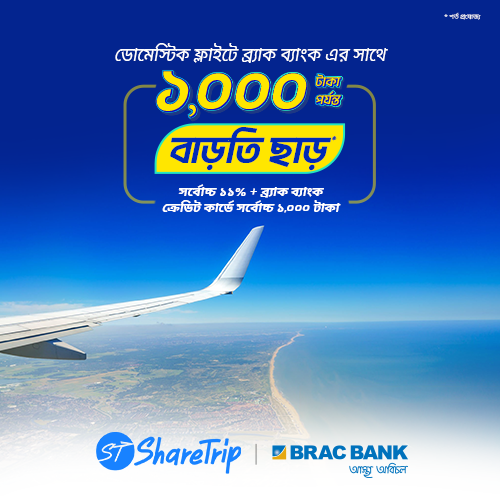 * শর্ত প্রযোজ্য
ডোমেস্টিক ফ্লাইটে ব্র্যাক ব্যাংক এর সাথে
১,০০০ টাকা পর্যন্ত
বাড়তি ছাড়*
সর্বোচ্চ ১১% + ব্র্যাক ব্যাংক
ক্রেডিট কার্ডে সর্বোচ্চ ১,০০০ টাকা
ST ShareTrip | BRAC BANK
আস্থা অবিচল